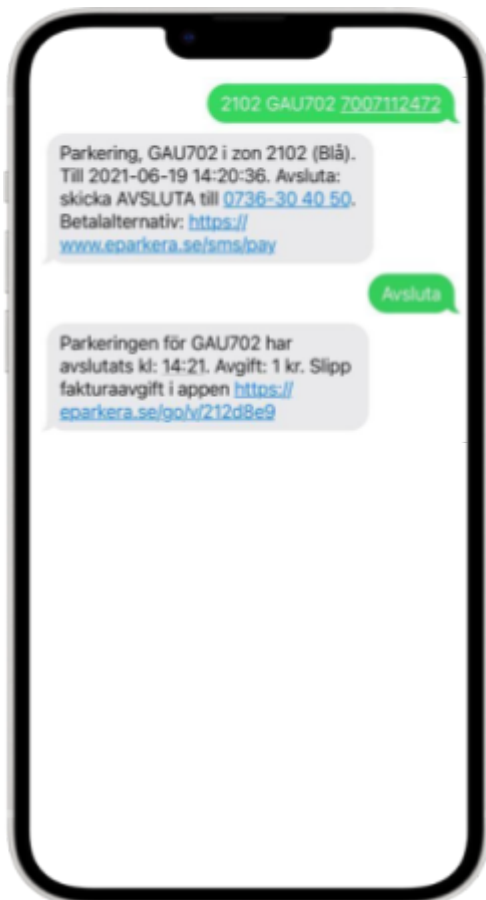 2102 GAU702 7007112472
Parkering, GAU702 i zon 2102 (Blå).
Till 2021-06-19 14:20:36. Avsluta:
skicka AVSLUTA till 0736-30 40 50.
Betalalternativ: https://
www.eparkera.se/sms/pay
Avsluta
Parkeringen för GAU702 har
avslutats kl: 14:21. Avgift: 1 kr. Slipp
fakturaavgift i appen https://
eparkera.se/go/v/212d8e9